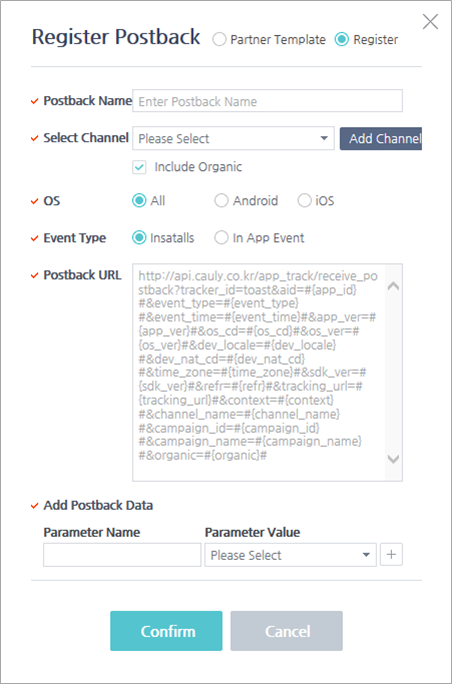 Register Postback Partner Template Register
Postback Name Enter Postback Name
Select Channel Please Select Add Channel
Include Organic
OS All Android iOS
Event Type Insatalls In App Event
Postback URL http://api.cauly.co.kr/app_track/receive_po
stback?tracker_id=toast&aid=#{app_id}
#&event_type=#{event_type}
#&event_time=#{event_time}#&app_ver=#
{app_ver}#&os_cd=#{os_cd}#&os_ver=#
{os_ver}#&dev_locale=#{dev_locale}
#&dev_nat_cd=#{dev_nat_cd}
#&time_zone=#{time_zone}#&sdk_ver=#
{sdk_ver}#&refr=#{refr}#&tracking_url=#
{tracking_url}#&context=#{context}
#&channel_name=#{channel_name}
#&campaign_id=#{campaign_id}
#&campaign_name=#{campaign_name}
#&organic=#{organic}#
Add Postback Data
Parameter Name Parameter Value
Please Select +
Confirm Cancel